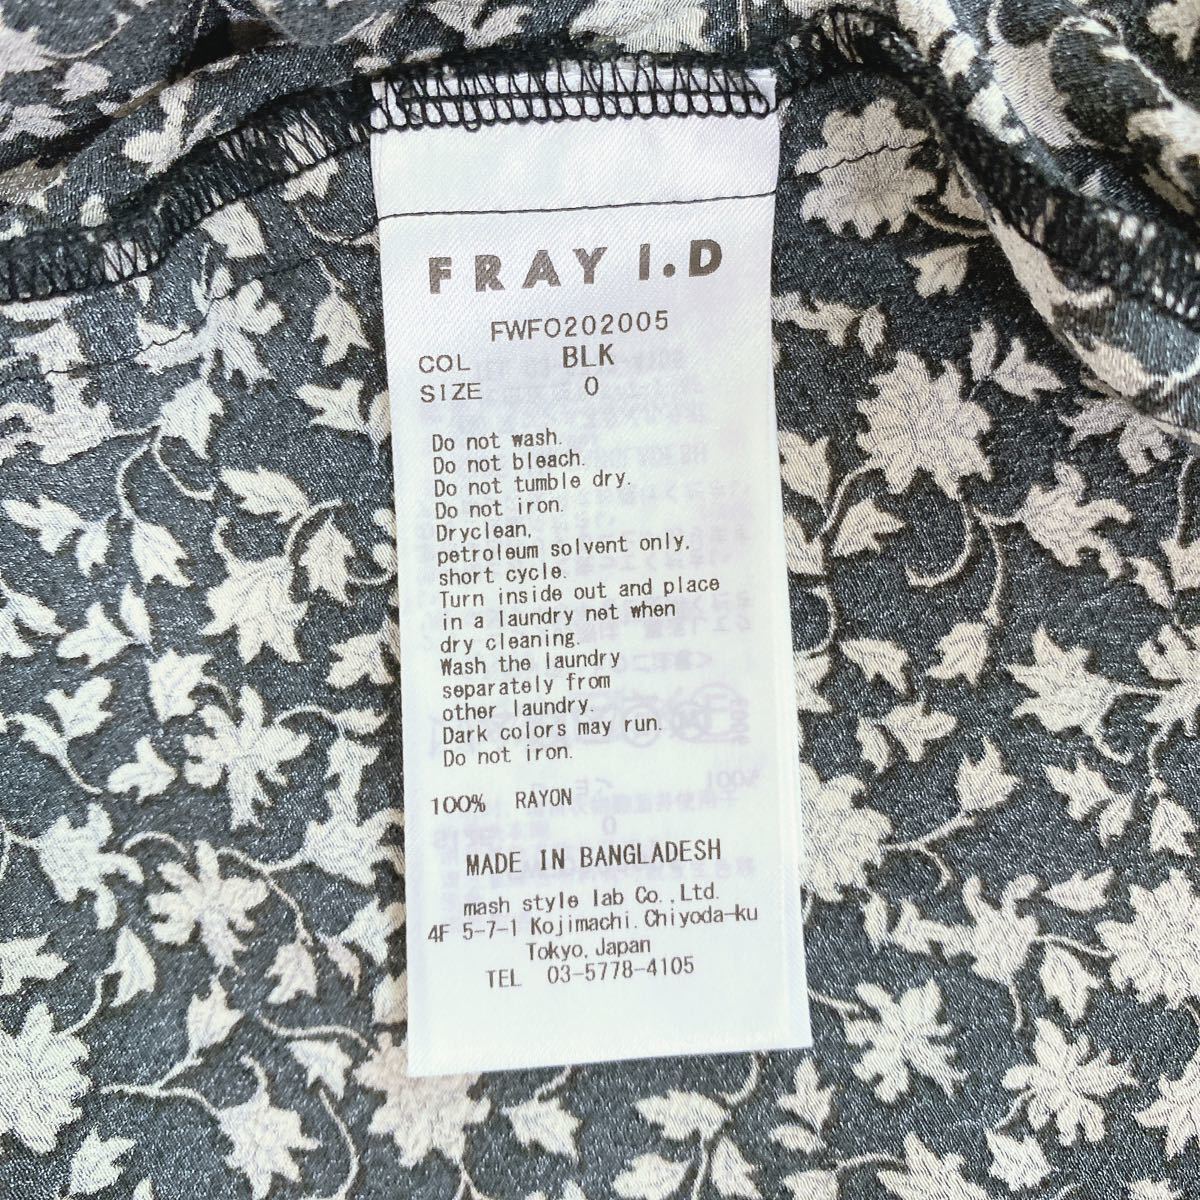 FRAY I.D
FWFO202005
COL BLK
SIZE 0
Do not wash.
Do not bleach.
Do not tumble dry.
Do not iron.
Dryclean,
petroleum solvent only,
short cycle.
Turn inside out and place
in a laundry net when
dry cleaning.
Wash the laundry
separately from
other laundry.
Dark colors may run.
Do not iron.
100% RAYON
MADE IN BANGLADESH
mash style lab Co.,Ltd.
4F 5-7-1 Kojimachi.Chiyoda-ku
Tokyo,Japan
TEL 03-5778-4105